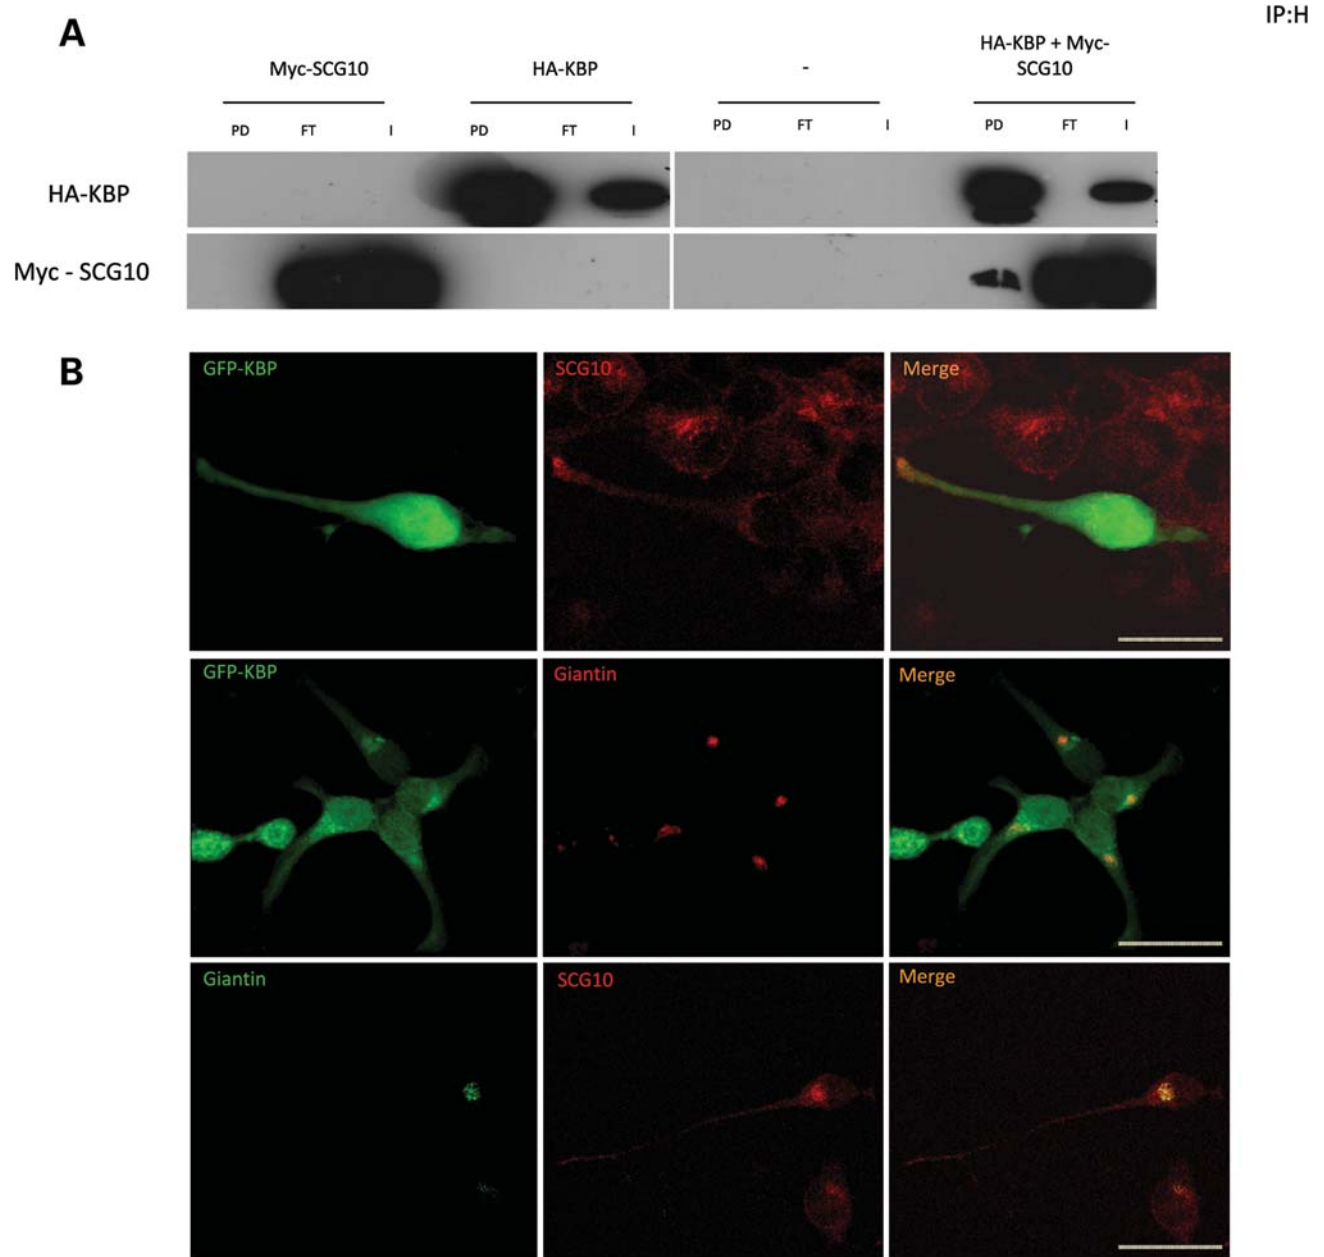 A
IP:H
Myc-SCG10
HA-KBP
-
HA-KBP + Myc-
SCG10
PD FT I PD FT I PD FT I PD FT I
HA-KBP
Myc - SCG10
B
GFP-KBP
SCG10
Merge
GFP-KBP
Giantin
Merge
Giantin
SCG10
Merge